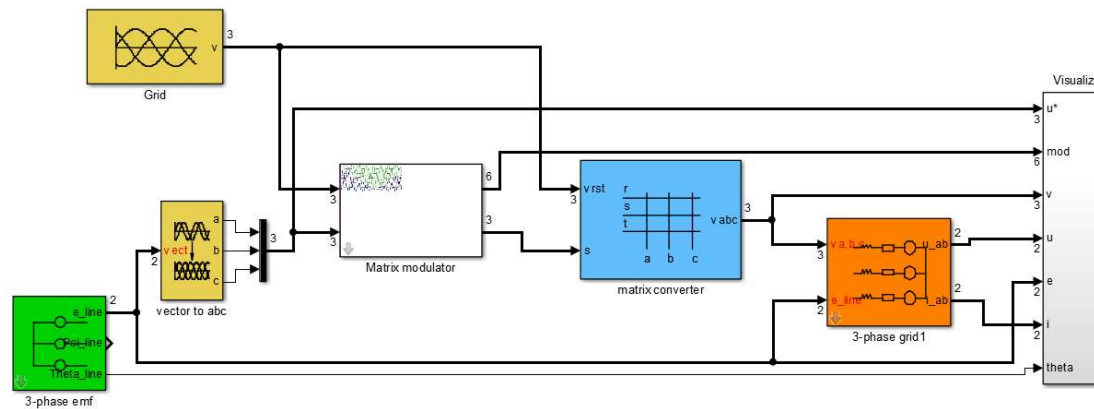 3
v
Grid
Visualiz
u*
3
mod
6
v
3
u
2
e
2
i
2
theta
6
3
3
3
Matrix modulator
v rst
3
s
r
s
t
a b c
v abc
3
matrix converter
a
b
c
v ect
2
3
vector to abc
v a,b,c
3
e_line
2
u_ab
2
i_ab
2
3-phase grid1
e_line
2
Psi_line
Theta_line
3-phase emf